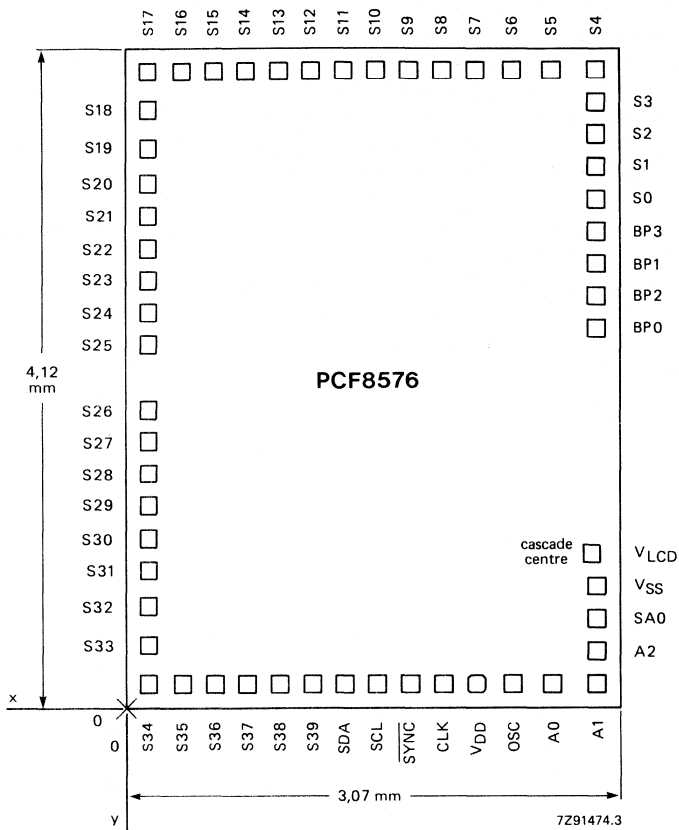 S17 S16 S15 S14 S13 S12 S11 S10 S9 S8 S7 S6 S5 S4
S18
S19
S20
S21
S22
S23
S24
S25
S26
S27
S28
S29
S30
S31
S32
S33
S3
S2
S1
S0
BP3
BP1
BP2
BP0
4,12
mm
PCF8576
cascade
centre
VLCD
VSS
SA0
A2
x
0
0
y
S34 S35 S36 S37 S38 S39 SDA SCL SYNC CLK VDD OSC A0 A1
3,07 mm
7Z91474.3